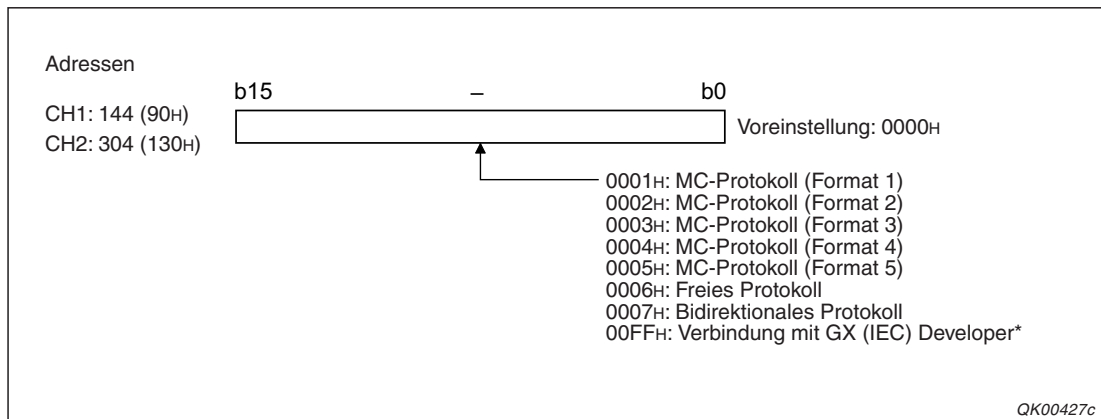 Adressen
b15 – b0
CH1: 144 (90H)
CH2: 304 (130H)
Voreinstellung: 0000H
0001H: MC-Protokoll (Format 1)
0002H: MC-Protokoll (Format 2)
0003H: MC-Protokoll (Format 3)
0004H: MC-Protokoll (Format 4)
0005H: MC-Protokoll (Format 5)
0006H: Freies Protokoll
0007H: Bidirektionales Protokoll
00FFH: Verbindung mit GX (IEC) Developer*
QK00427c